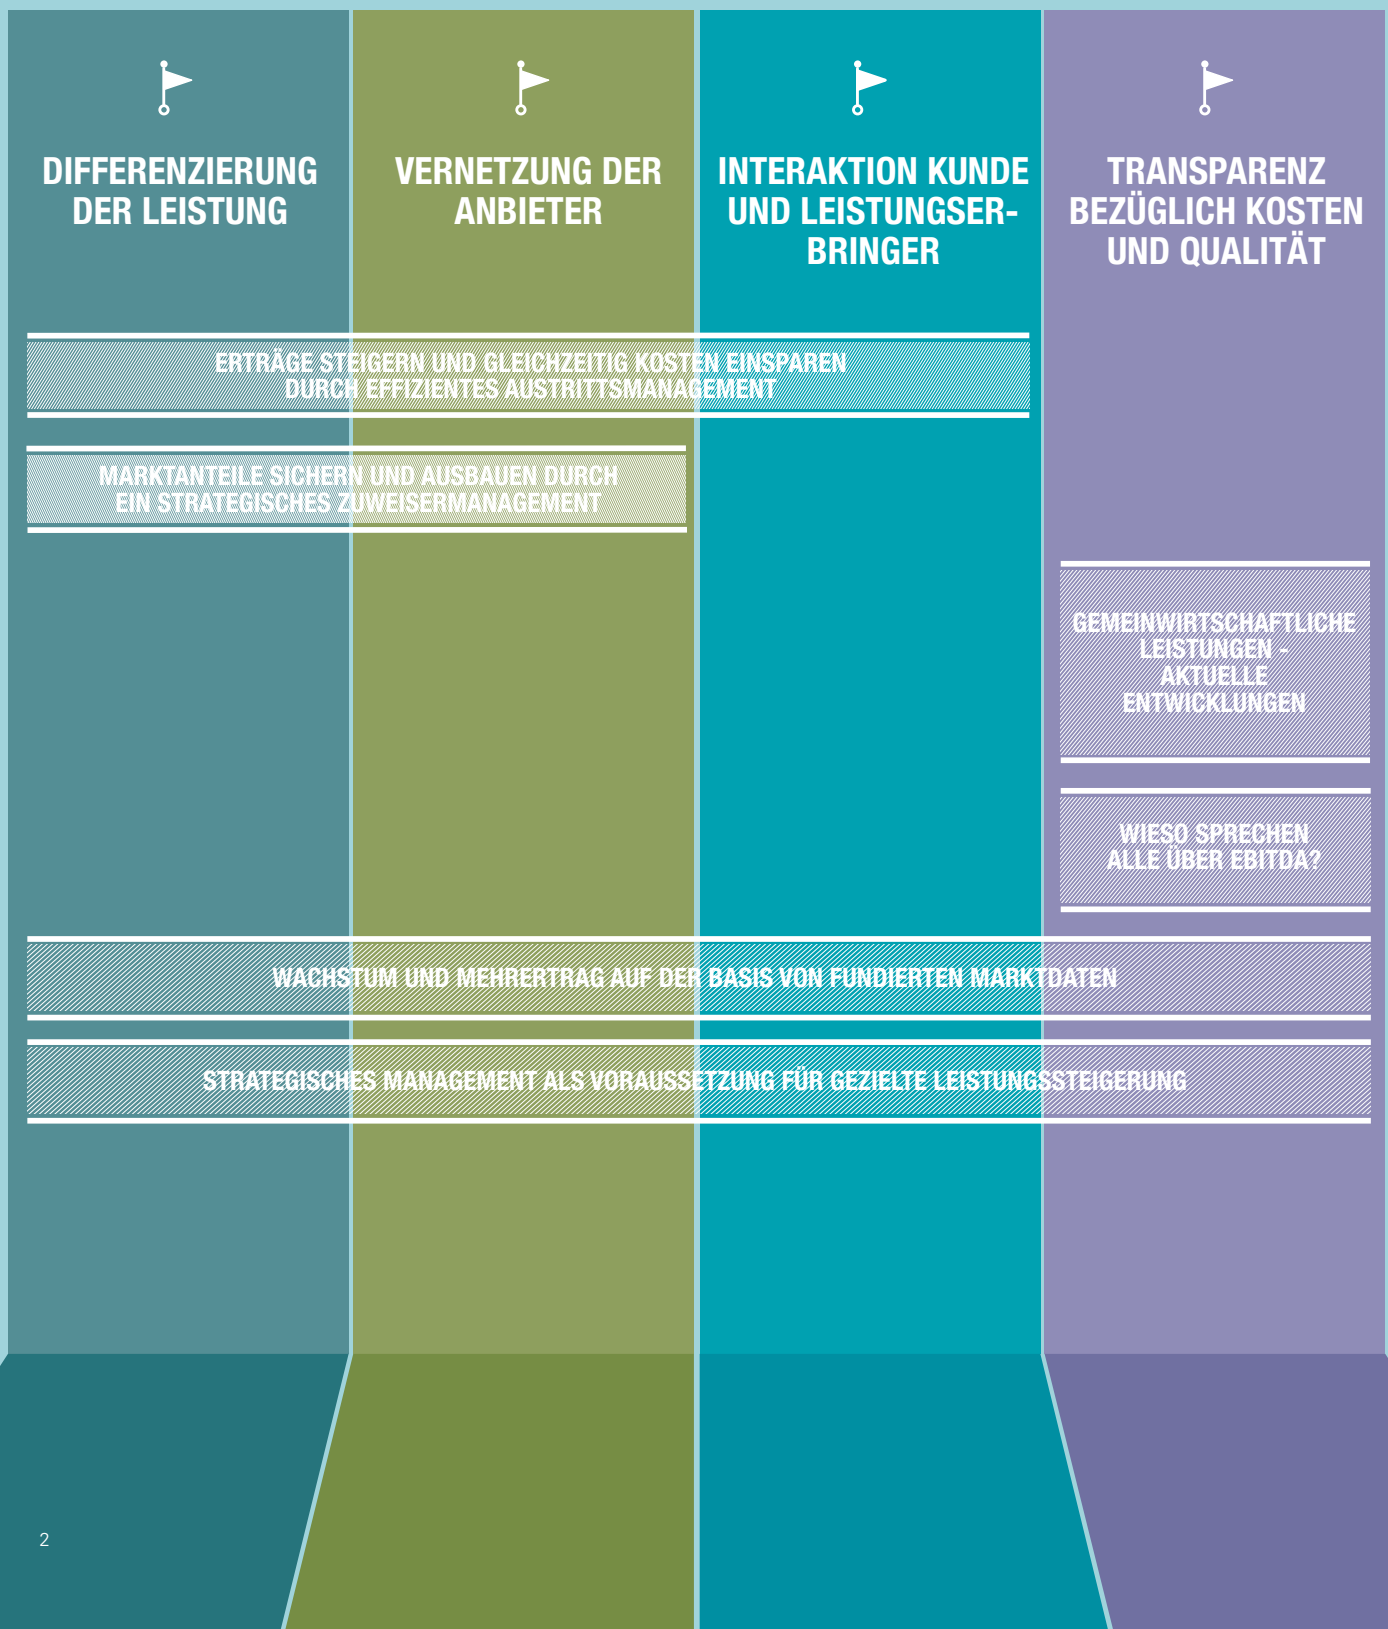 DIFFERENZIERUNG
DER LEISTUNG
VERNETZUNG DER
ANBIETER
INTERAKTION KUNDE
UND LEISTUNGSER-
BRINGER
TRANSPARENZ
BEZÜGLICH KOSTEN
UND QUALITÄT
ERTRÄGE STEIGERN UND GLEICHZEITIG KOSTEN EINSPAREN
DURCH EFFIZIENTES AUSTRITTSMANAGEMENT
MARKTANTEILE SICHERN UND AUSBAUEN DURCH
EIN STRATEGISCHES ZUWEISERMANAGEMENT
GEMEINWIRTSCHAFTLICHE
LEISTUNGEN -
AKTUELLE
ENTWICKLUNGEN
WIESO SPRECHEN
ALLE ÜBER EBITDA?
WACHSTUM UND MEHRERTRAG AUF DER BASIS VON FUNDIERTEN MARKTDATEN
STRATEGISCHES MANAGEMENT ALS VORAUSSETZUNG FÜR GEZIELTE LEISTUNGSSTEIGERUNG
2